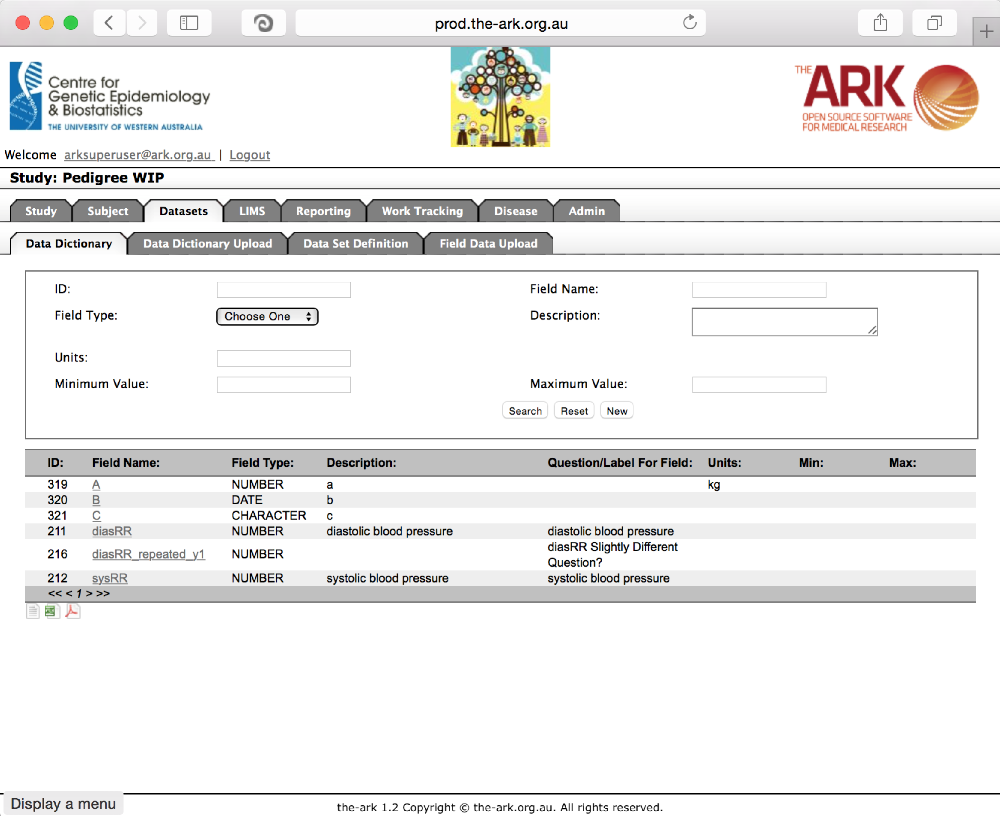 prod.the-ark.org.au
Centre for
Genetic Epidemiology
& Biostatistics
THE UNIVERSITY OF WESTERN AUSTRALIA
THE ARK
OPEN SOURCE SOFTWARE
FOR MEDICAL RESEARCH
Welcome arksuperuser@ark.org.au | Logout
Study: Pedigree WIP
Study Subject Datasets LIMS Reporting Work Tracking Disease Admin
Data Dictionary Data Dictionary Upload Data Set Definition Field Data Upload
ID: Field Name:
Field Type: Choose One Description:
Units:
Minimum Value: Maximum Value:
Search Reset New
ID: Field Name: Field Type: Description: Question/Label For Field: Units: Min: Max:
319 A NUMBER a kg
320 B DATE b
321 C CHARACTER c
211 diasRR NUMBER diastolic blood pressure diastolic blood pressure
216 diasRR_repeated_y1 NUMBER diasRR Slightly Different
Question?
212 sysRR NUMBER systolic blood pressure systolic blood pressure
<< < 1 > >>
Display a menu
the-ark 1.2 Copyright © the-ark.org.au. All rights reserved.